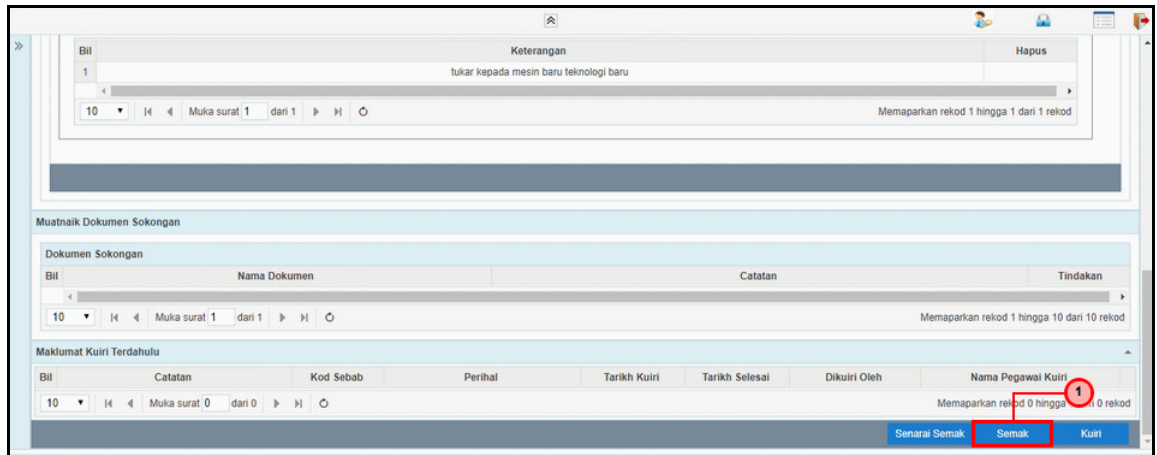 Bil Keterangan Hapus
1 tukar kepada mesin baru teknologi baru
10 Muka surat 1 dari 1 Memaparkan rekod 1 hingga 1 dari 1 rekod
Muatnaik Dokumen Sokongan
Dokumen Sokongan
Bil Nama Dokumen Catatan Tindakan
10 Muka surat 1 dari 1 Memaparkan rekod 1 hingga 10 dari 10 rekod
Maklumat Kuiri Terdahulu
Bil Catatan Kod Sebab Perihal Tarikh Kuiri Tarikh Selesai Dikuiri Oleh Nama Pegawai Kuiri
1
10 Muka surat 0 dari 0 Memaparkan rekod 0 hingga 0 rekod
Senarai Semak Semak Kuiri